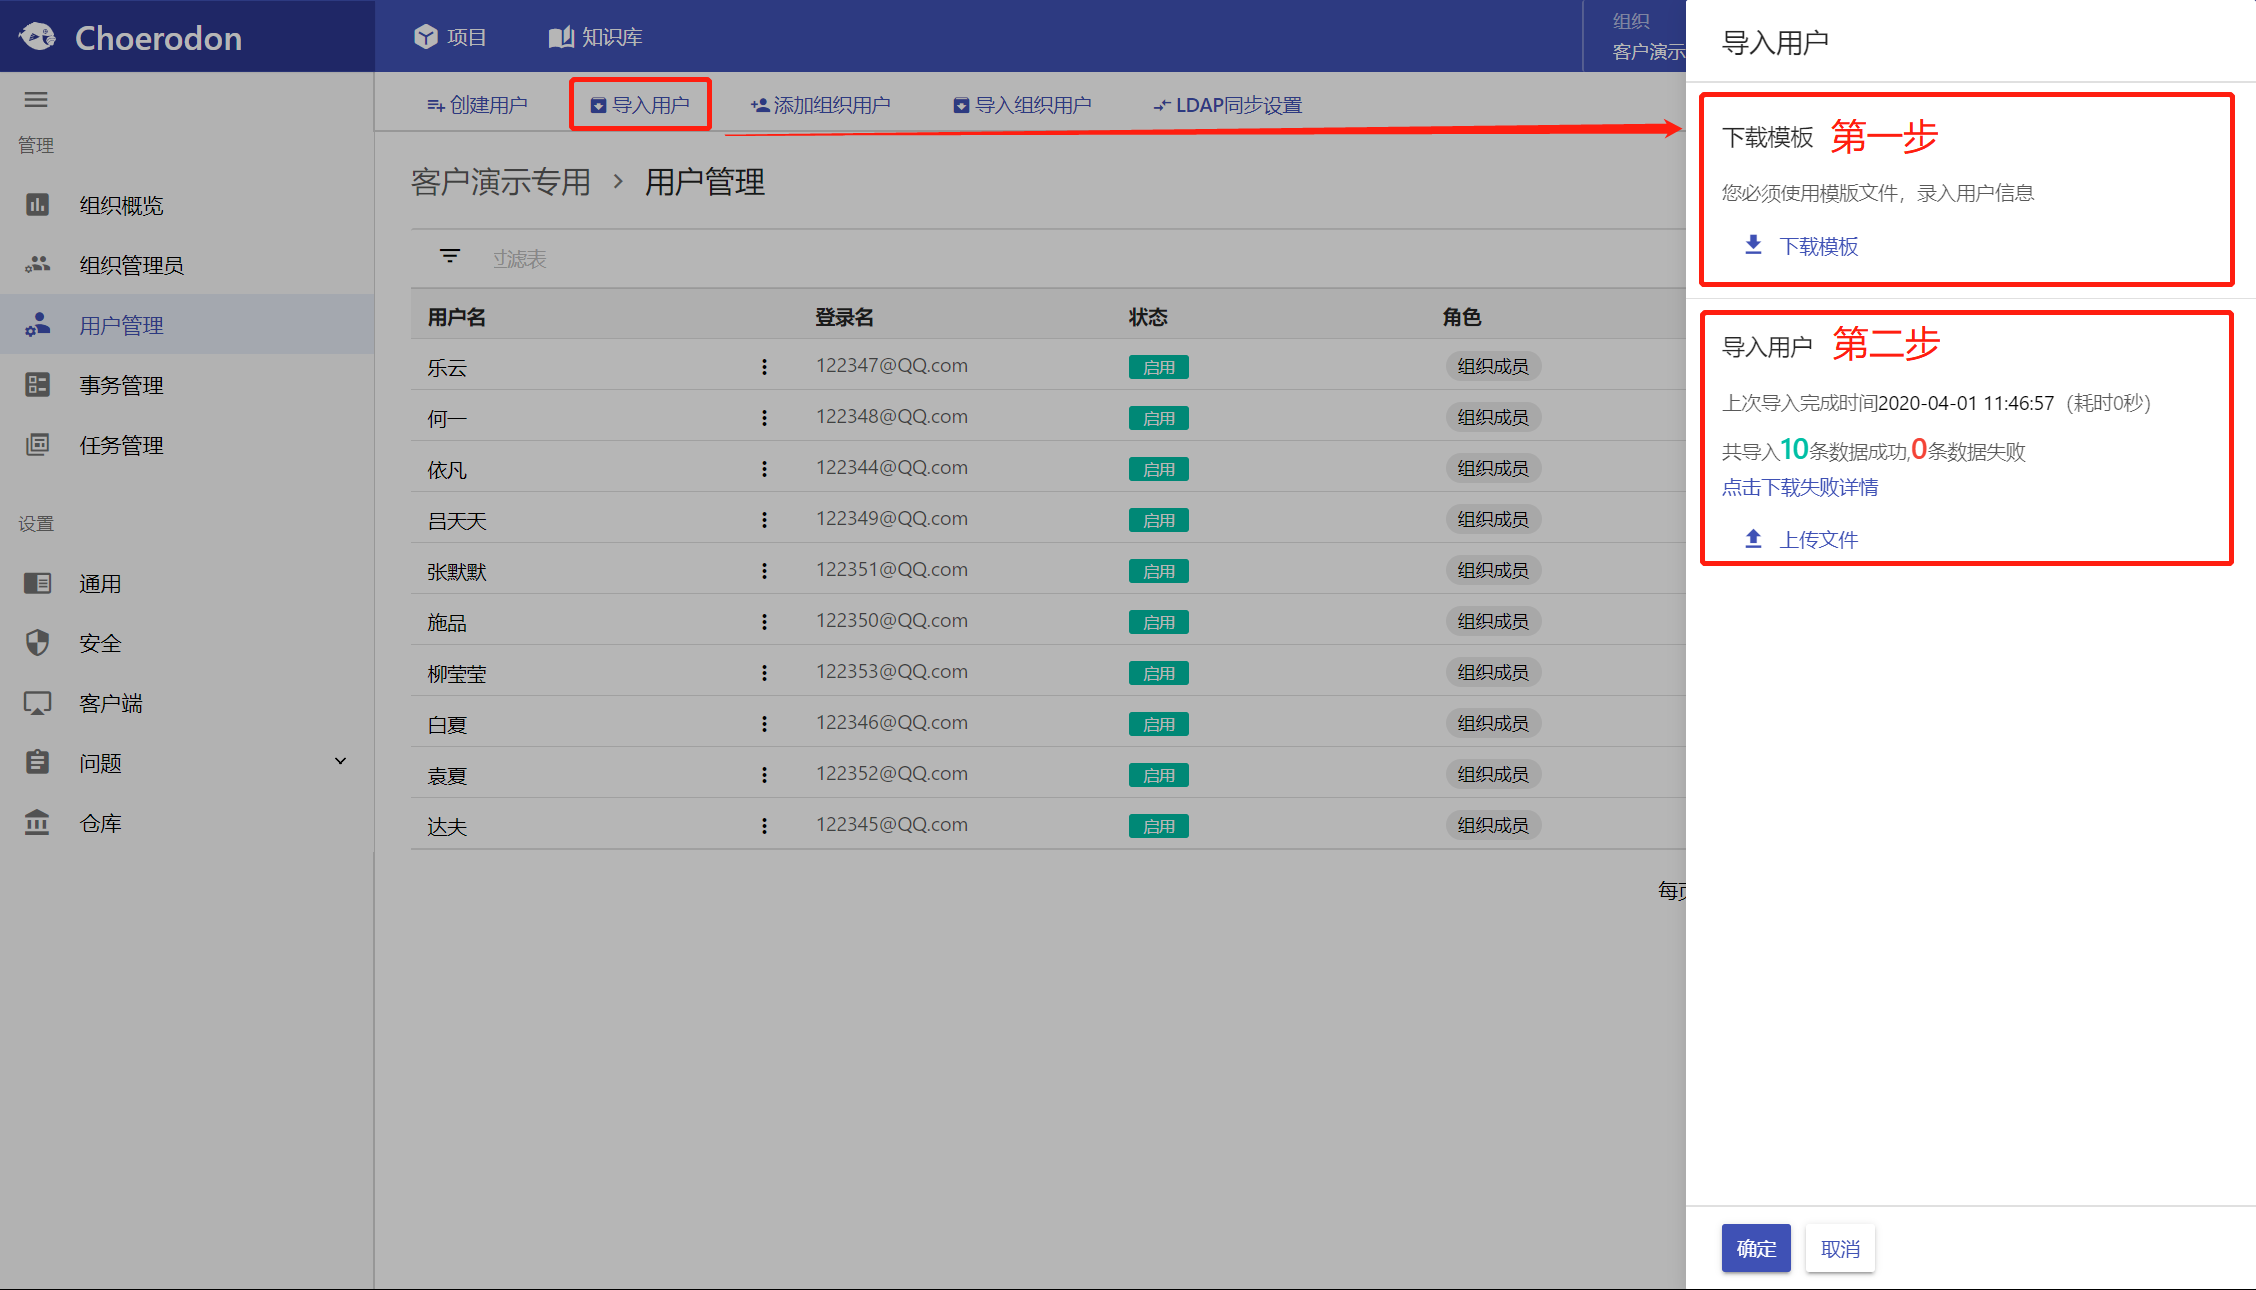 Choerodon
项目
知识库
组织
客户演示
管理
组织概览
组织管理员
用户管理
事务管理
任务管理
设置
通用
安全
客户端
问题
仓库
创建用户
导入用户
添加组织用户
导入组织用户
LDAP同步设置
客户演示专用 › 用户管理
过滤表
用户名 登录名 状态 角色
乐云 122347@QQ.com 启用 组织成员
何一 122348@QQ.com 启用 组织成员
依凡 122344@QQ.com 启用 组织成员
吕天天 122349@QQ.com 启用 组织成员
张默默 122351@QQ.com 启用 组织成员
施品 122350@QQ.com 启用 组织成员
柳莹莹 122353@QQ.com 启用 组织成员
白夏 122346@QQ.com 启用 组织成员
袁夏 122352@QQ.com 启用 组织成员
达夫 122345@QQ.com 启用 组织成员
每页
导入用户
下载模板 第一步
您必须使用模版文件，录入用户信息
下载模板
导入用户 第二步
上次导入完成时间2020-04-01 11:46:57（耗时0秒）
共导入10条数据成功,0条数据失败
点击下载失败详情
上传文件
确定
取消